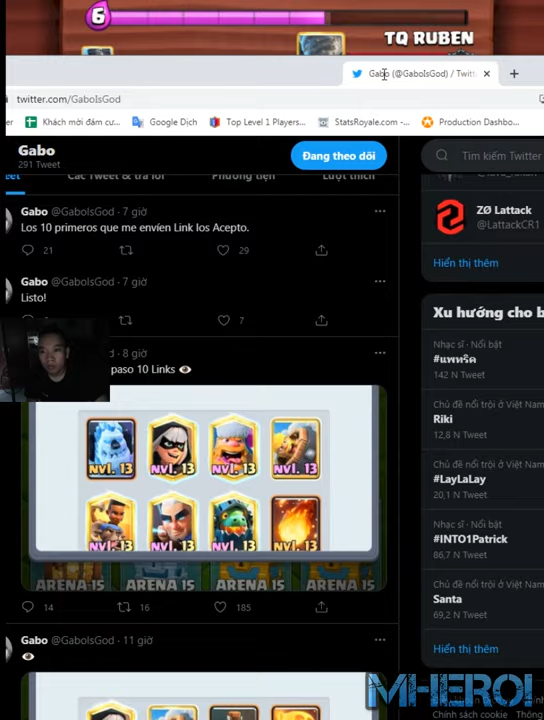 6
TQ RUBEN
Gabo (@GaboIsGod) / Twitt
twitter.com/GaboIsGod
Khách mời đám cư...
Google Dịch
Top Level 1 Players...
StatsRoyale.com -...
Production Dashbo...
Gabo
291 Tweet
Đang theo dõi
Tìm kiếm Twitter
Các Tweet & trả lời
Phương tiện
Lượt thích
Gabo @GaboIsGod · 7 giờ
Los 10 primeros que me envíen Link los Acepto.
21
29
Gabo @GaboIsGod · 7 giờ
Listo!
7
d · 8 giờ
paso 10 Links
NVL. 13
NVL. 13
NVL. 13
NVL. 13
NVL. 13
NVL. 13
NVL. 13
NVL. 13
ARENA 15
ARENA 15
14
16
185
Gabo @GaboIsGod · 11 giờ
ZØ Lattack
@LattackCR1
Hiển thị thêm
Xu hướng cho b
Nhạc sĩ · Nổi bật
#แพทริค
142 N Tweet
Chủ đề nổi trội ở Việt Nam
Riki
12,8 N Tweet
Chủ đề nổi trội ở Việt Nam
#LayLaLay
20,1 N Tweet
Nhạc sĩ · Nổi bật
#INTO1Patrick
86,7 N Tweet
Chủ đề nổi trội ở Việt Nam
Santa
69,2 N Tweet
Hiển thị thêm
MHERO!
Chính sách cookie
Thông